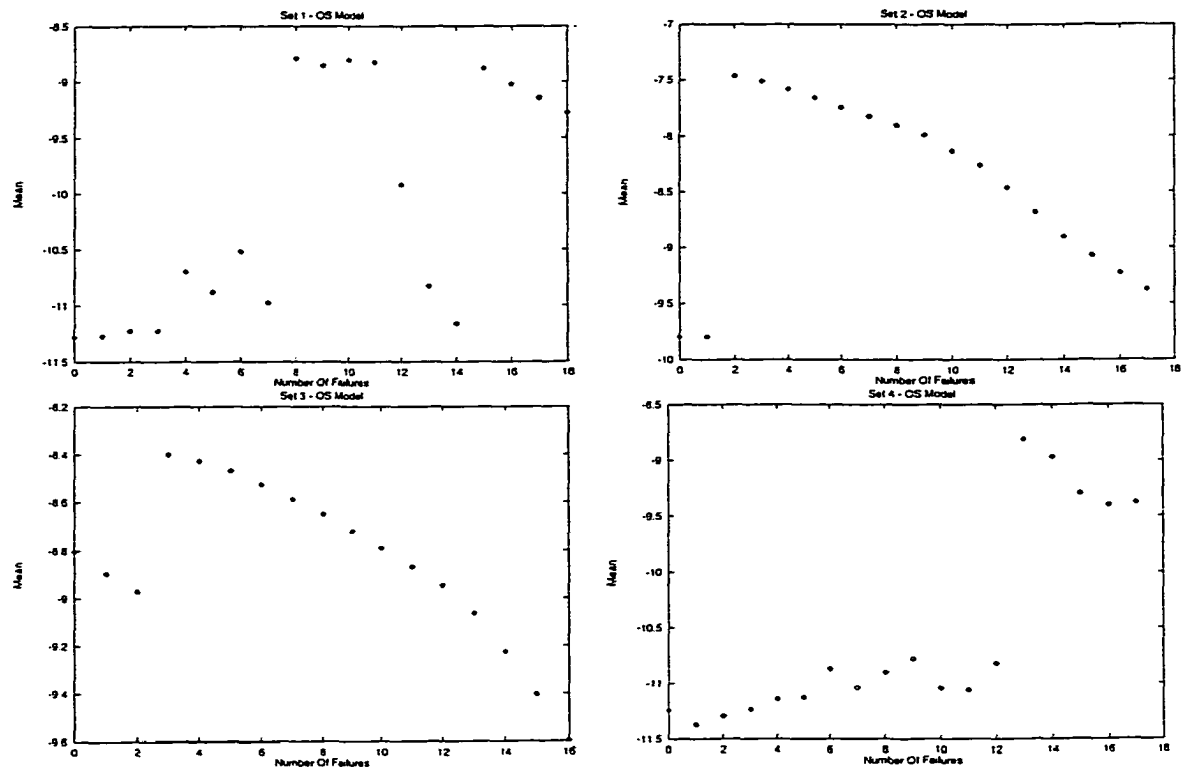 Set 1 - OS Model
-8.5
-9
-9.5
-10
-10.5
-11
-11.5
Mean
0 2 4 6 8 10 12 14 16 18
Number Of Failures
Set 2 - OS Model
-7
-7.5
-8
-8.5
-9
-9.5
-10
Mean
0 2 4 6 8 10 12 14 16 18
Number Of Failures
Set 3 - OS Model
-8.2
-8.4
-8.6
-8.8
-9
-9.2
-9.4
-9.6
Mean
0 2 4 6 8 10 12 14 16
Number Of Failures
Set 4 - OS Model
-8.5
-9
-9.5
-10
-10.5
-11
-11.5
Mean
0 2 4 6 8 10 12 14 16 18
Number Of Failures